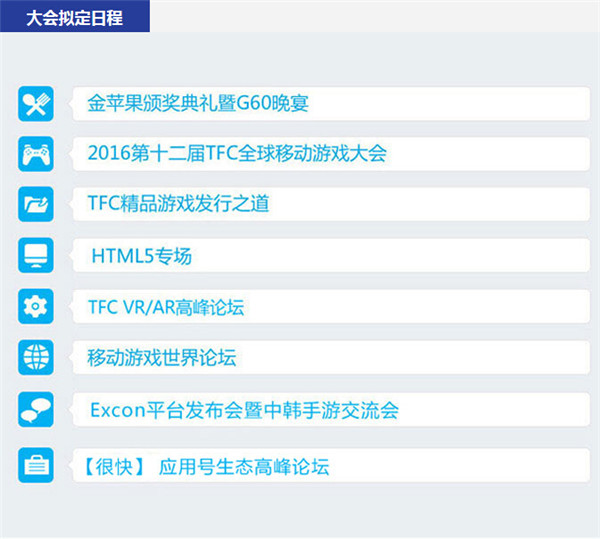 大会拟定日程
金苹果颁奖典礼暨G60晚宴
2016第十二届TFC全球移动游戏大会
TFC精品游戏发行之道
HTML5专场
TFC VR/AR高峰论坛
移动游戏世界论坛
Excon平台发布会暨中韩手游交流会
【很快】 应用号生态高峰论坛